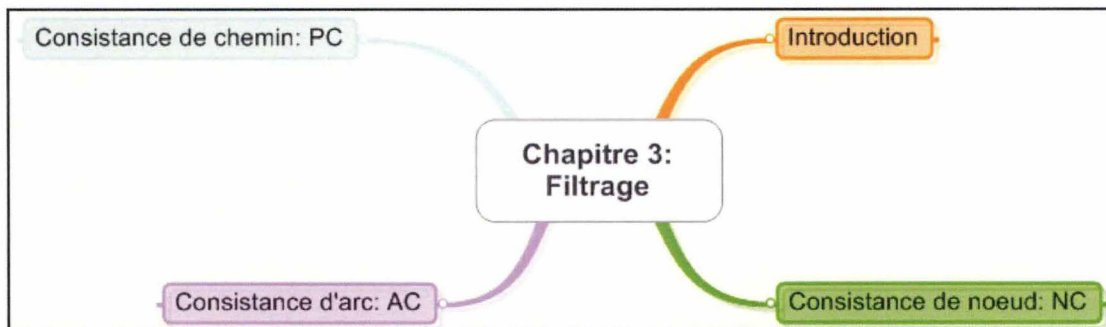 Consistance de chemin: PC
Introduction
Chapitre 3:
Filtrage
Consistance d'arc: AC
Consistance de noeud: NC